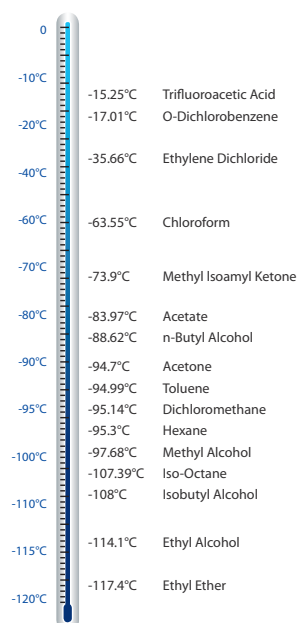 0
-10°C
-15.25°C Trifluoroacetic Acid
-17.01°C O-Dichlorobenzene
-20°C
-35.66°C Ethylene Dichloride
-40°C
-60°C
-63.55°C Chloroform
-70°C
-73.9°C Methyl Isoamyl Ketone
-80°C
-83.97°C Acetate
-88.62°C n-Butyl Alcohol
-90°C
-94.7°C Acetone
-94.99°C Toluene
-95°C
-95.14°C Dichloromethane
-95.3°C Hexane
-97.68°C Methyl Alcohol
-100°C
-107.39°C Iso-Octane
-108°C Isobutyl Alcohol
-110°C
-114.1°C Ethyl Alcohol
-115°C
-117.4°C Ethyl Ether
-120°C